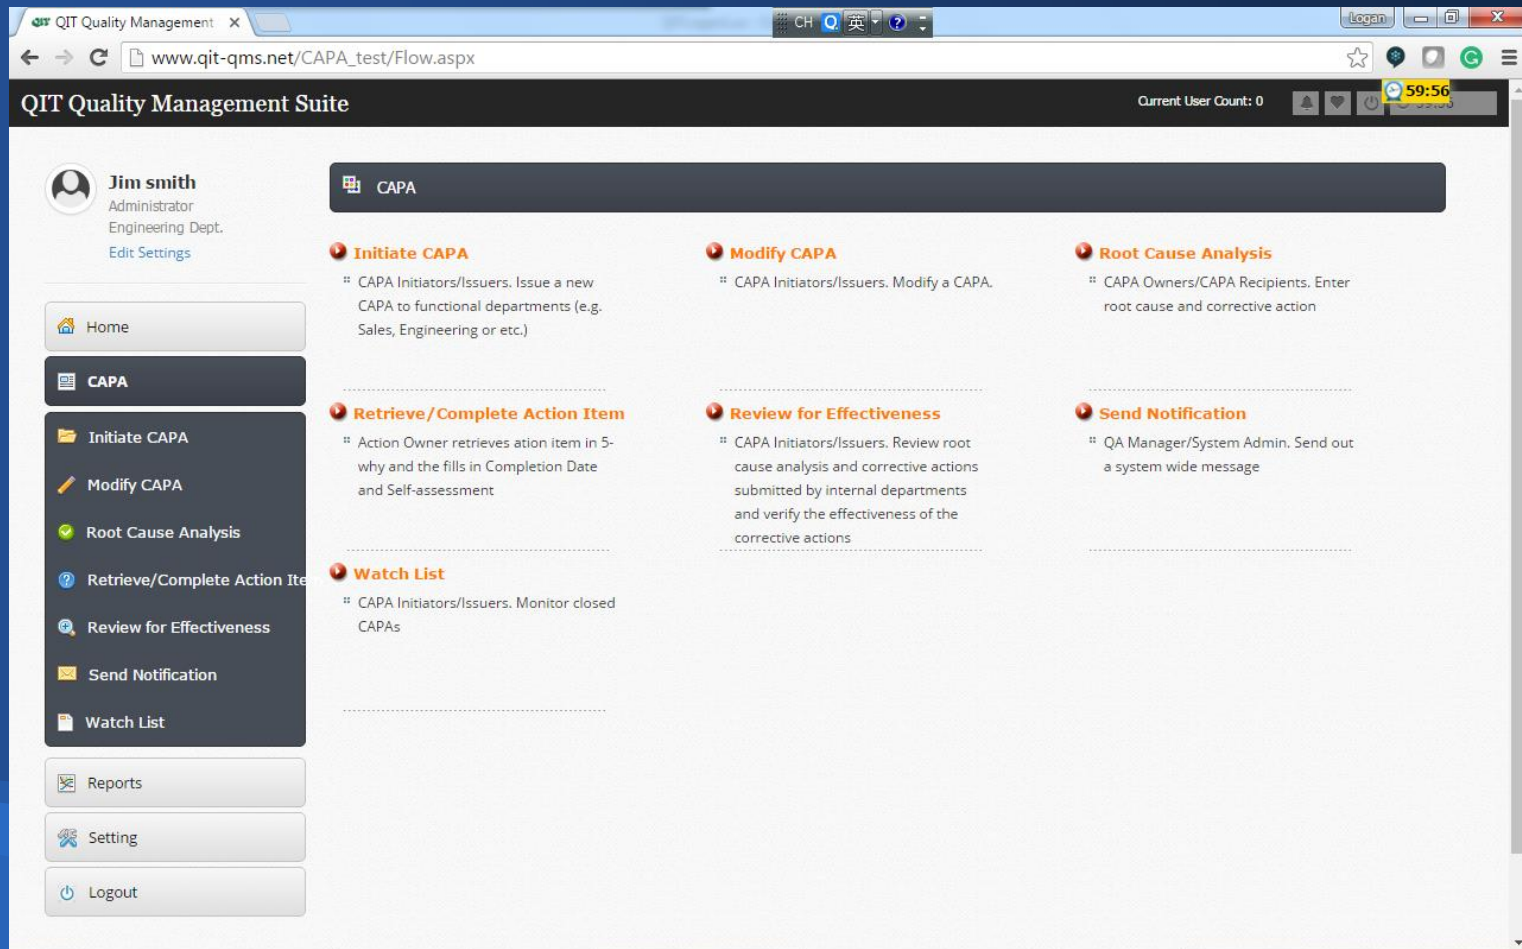 QIT Quality Management
CH Q 英 ?
Logan
www.qit-qms.net/CAPA_test/Flow.aspx
QIT Quality Management Suite
Current User Count: 0
59:56
Jim smith
Administrator
Engineering Dept.
Edit Settings
Home
CAPA
Initiate CAPA
Modify CAPA
Root Cause Analysis
Retrieve/Complete Action Ite
Review for Effectiveness
Send Notification
Watch List
Reports
Setting
Logout
CAPA
Initiate CAPA
CAPA Initiators/Issuers. Issue a new
CAPA to functional departments (e.g.
Sales, Engineering or etc.)
Modify CAPA
CAPA Initiators/Issuers. Modify a CAPA.
Root Cause Analysis
CAPA Owners/CAPA Recipients. Enter
root cause and corrective action
Retrieve/Complete Action Item
Action Owner retrieves ation item in 5-
why and the fills in Completion Date
and Self-assessment
Review for Effectiveness
CAPA Initiators/Issuers. Review root
cause analysis and corrective actions
submitted by internal departments
and verify the effectiveness of the
corrective actions
Send Notification
QA Manager/System Admin. Send out
a system wide message
Watch List
CAPA Initiators/Issuers. Monitor closed
CAPAs